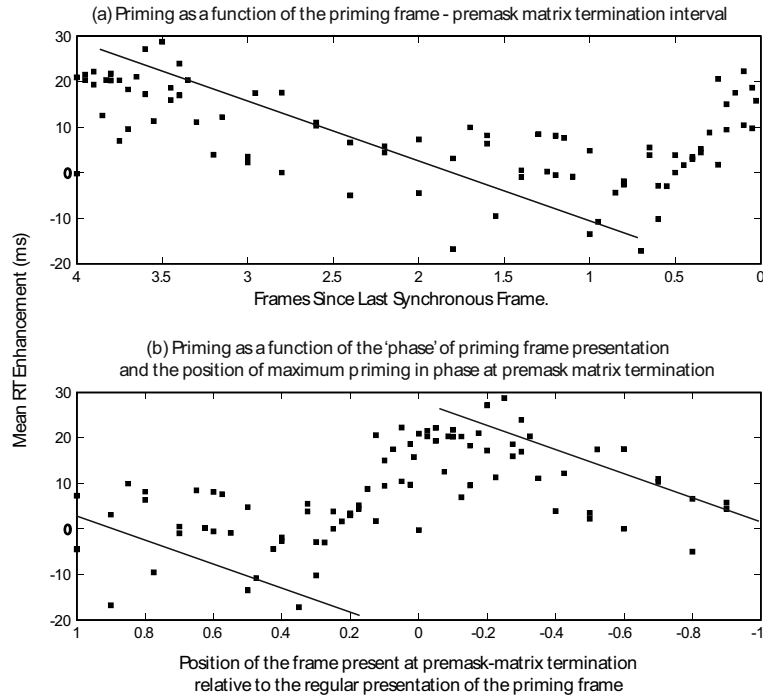 (a) Priming as a function of the priming frame - premask matrix termination interval
30
20
10
0
-10
-20
4 3.5 3 2.5 2 1.5 1 0.5 0
Frames Since Last Synchronous Frame.
Mean RT Enhancement (ms)
(b) Priming as a function of the 'phase' of priming frame presentation
and the position of maximum priming in phase at premask matrix termination
30
20
10
0
-10
-20
1 0.8 0.6 0.4 0.2 0 -0.2 -0.4 -0.6 -0.8 -1
Position of the frame present at premask-matrix termination
relative to the regular presentation of the priming frame